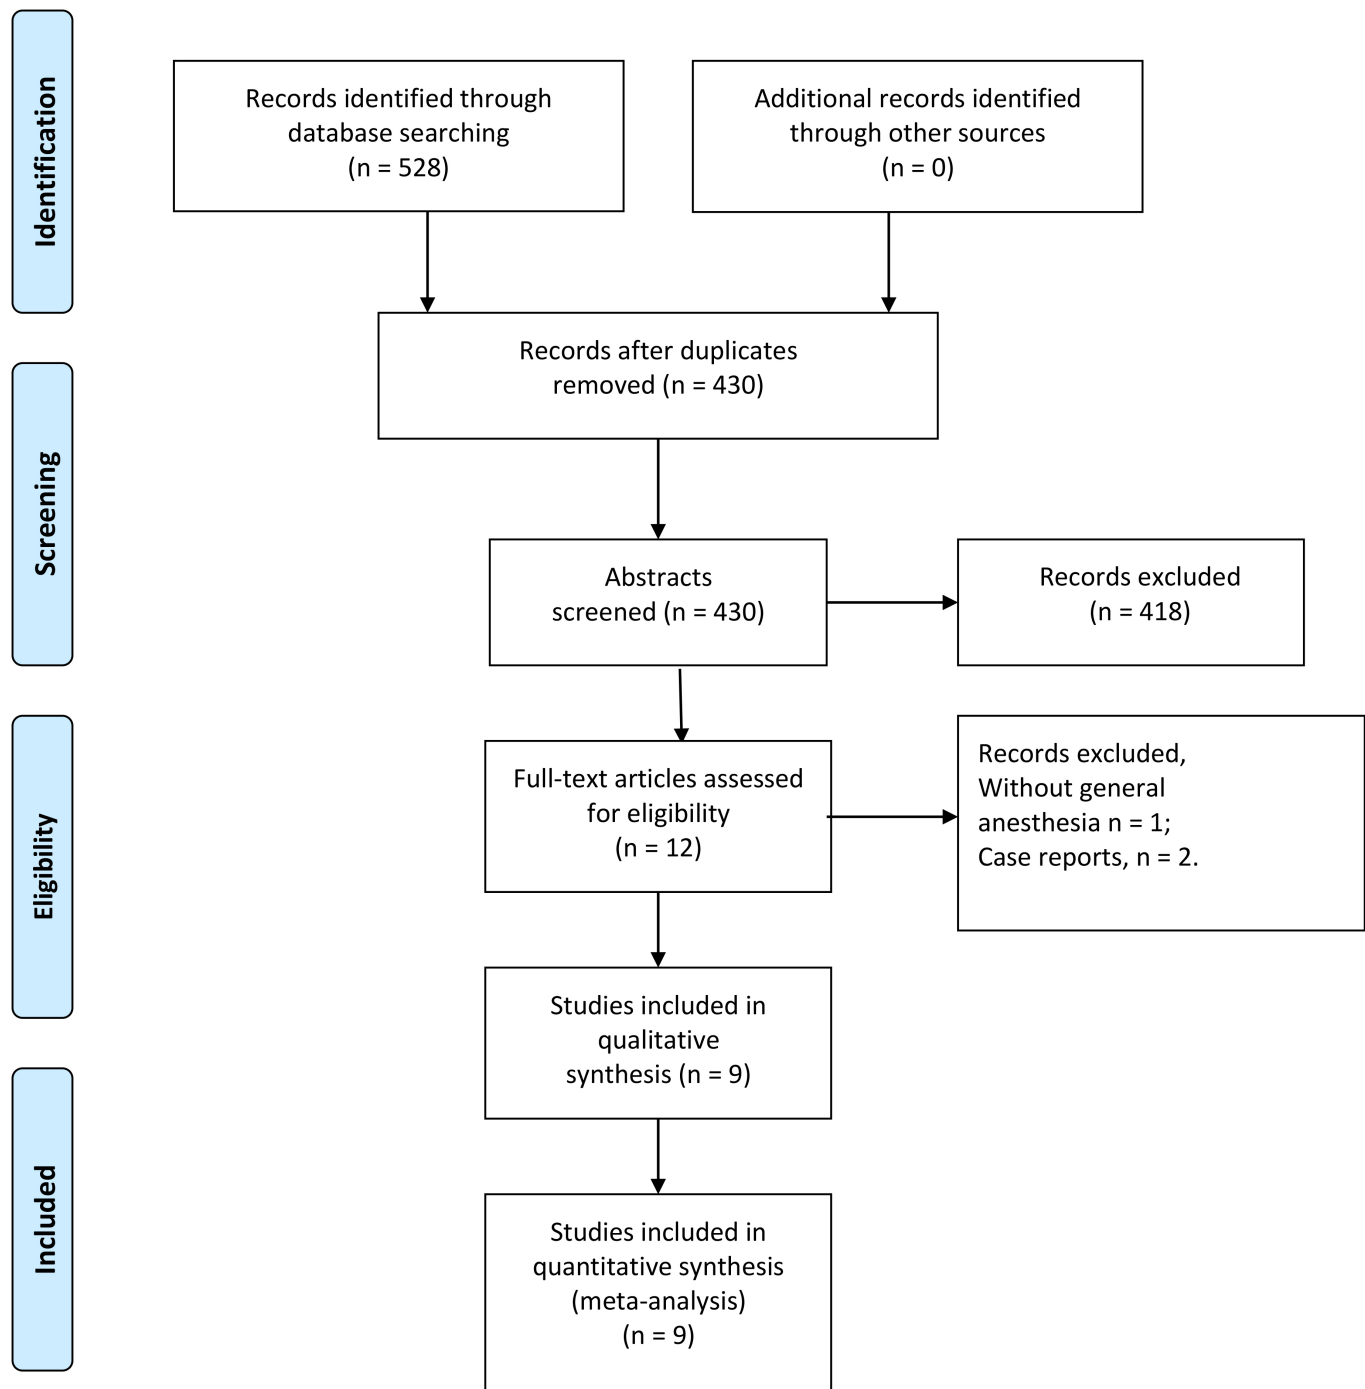 Identification
Records identified through
database searching
(n = 528)
Additional records identified
through other sources
(n = 0)
Records after duplicates
removed (n = 430)
Screening
Abstracts
screened (n = 430)
Records excluded
(n = 418)
Eligibility
Full-text articles assessed
for eligibility
(n = 12)
Records excluded,
Without general
anesthesia n = 1;
Case reports, n = 2.
Studies included in
qualitative
synthesis (n = 9)
Included
Studies included in
quantitative synthesis
(meta-analysis)
(n = 9)